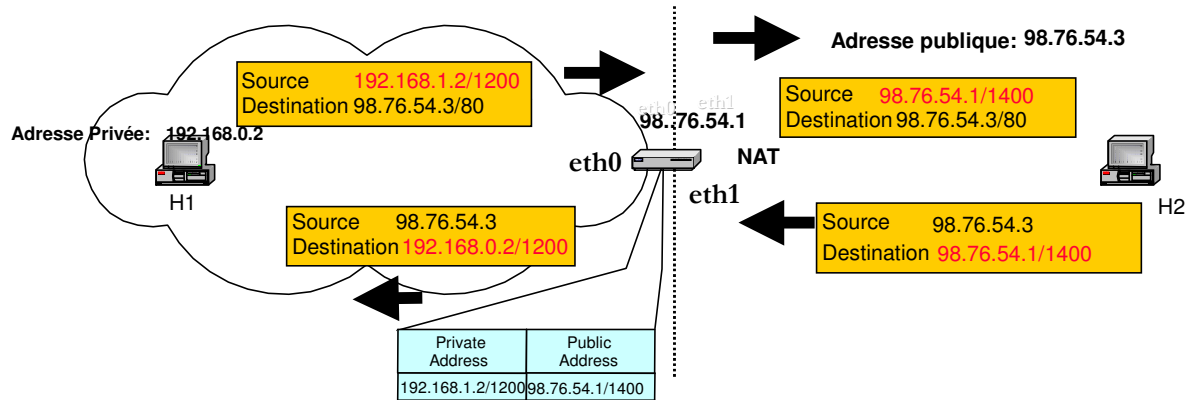 Adresse publique: 98.76.54.3
Source 192.168.1.2/1200
Destination 98.76.54.3/80
Source 98.76.54.1/1400
Destination 98.76.54.3/80
eth0 eth1
98..76.54.1
Adresse Privée: 192.168.0.2
eth0
NAT
eth1
H1
H2
Source 98.76.54.3
Destination 192.168.0.2/1200
Source 98.76.54.3
Destination 98.76.54.1/1400
Private Address
Public Address
192.168.1.2/1200
98.76.54.1/1400